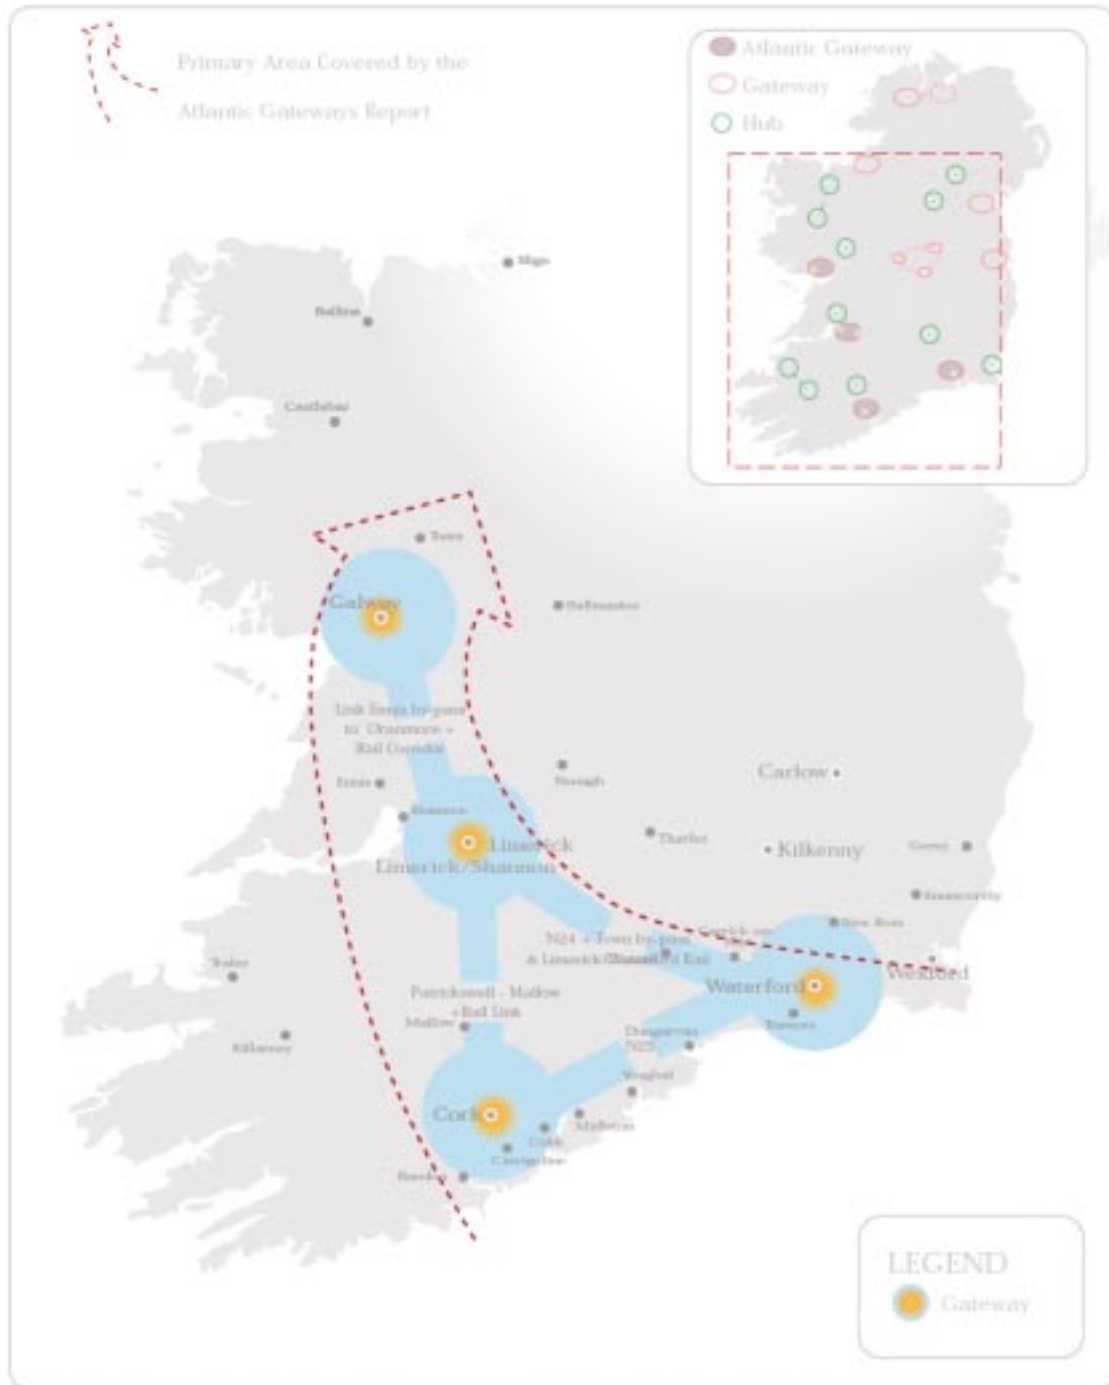 Primary Area Covered by the
Atlantic Gateways Report
Atlantic Gateway
Gateway
Hub
Sligo
Ballina
Castlebar
Tuam
Galway
Ballinasloe
Link Ennis by-pass
to Oranmore +
Rail Corridor
Ennis
Nenagh
Carlow
Shannon
Limerick
Limerick/Shannon
Thurles
Kilkenny
Gorey
Enniscorthy
New Ross
N24 + Town by-pass
& Limerick Rail
Wexford
Waterford
Tramore
Tralee
Killarney
Patrickswell - Mallow
+Rail Link
Mallow
Dungarvan
N25
Youghal
Cork
Midleton
Cobh
Carrigaline
Bandon
LEGEND
Gateway